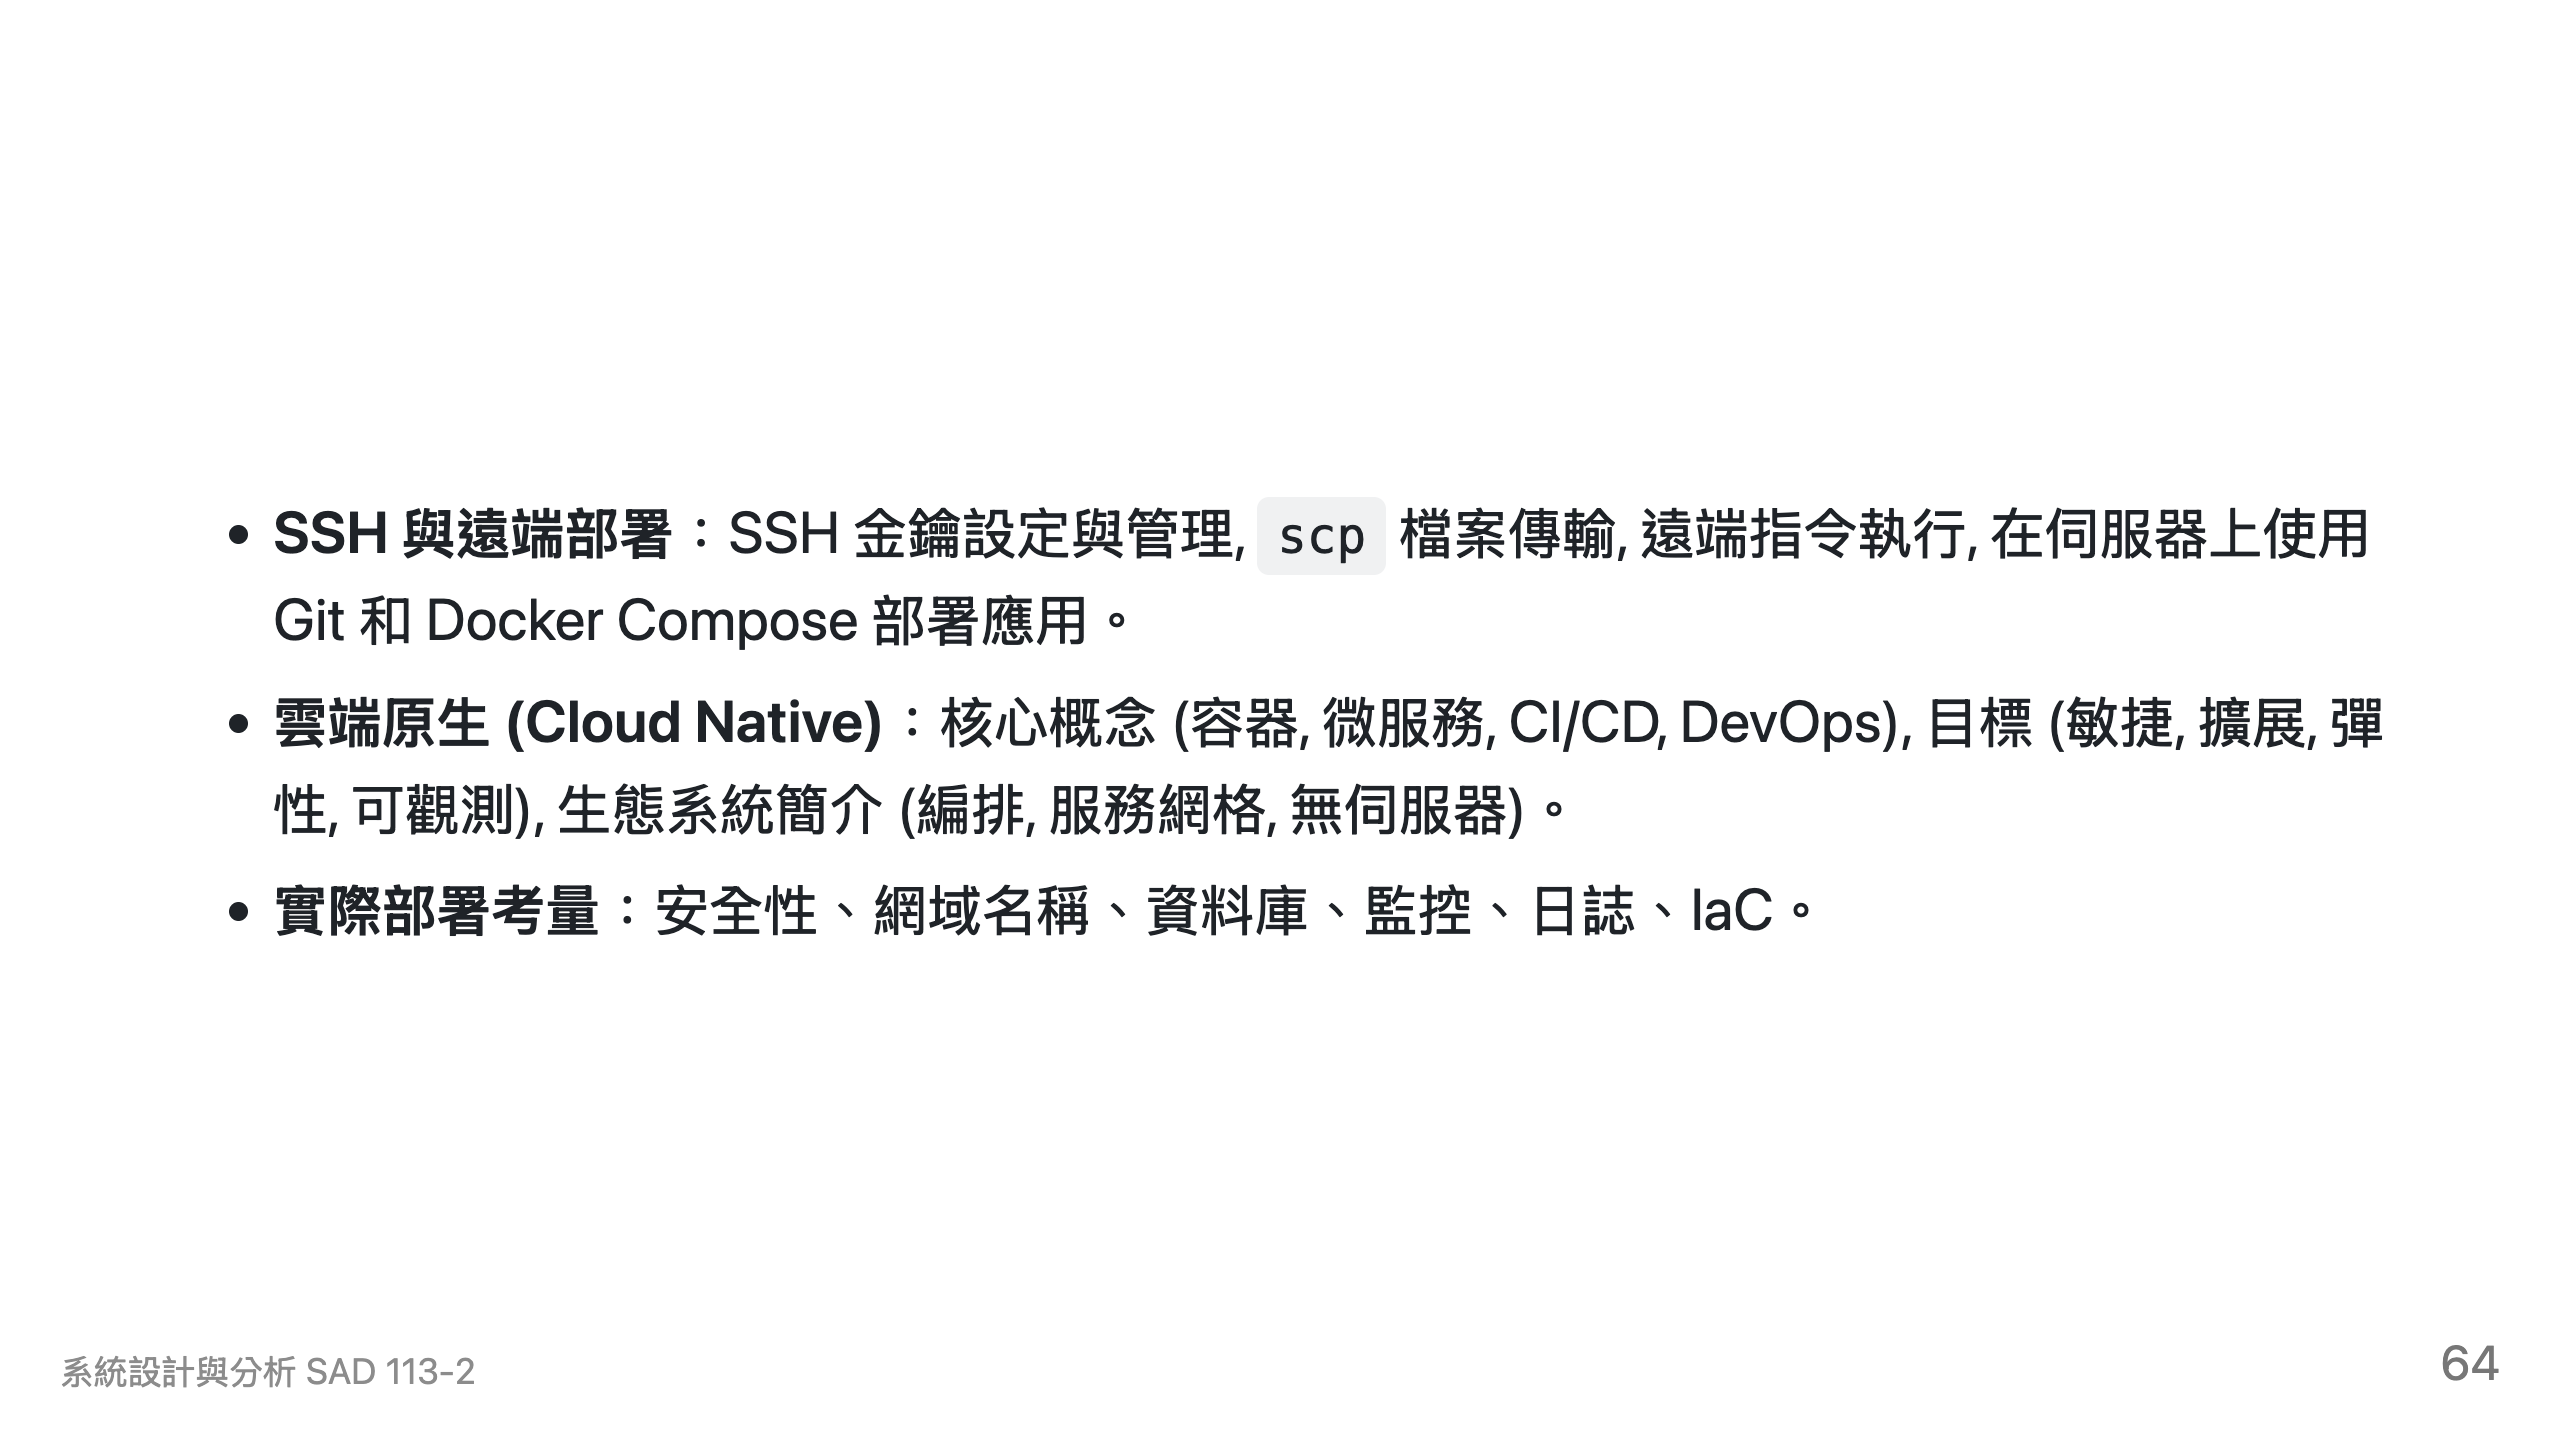 • SSH 與遠端部署：SSH 金鑰設定與管理, scp 檔案傳輸, 遠端指令執行, 在伺服器上使用
Git 和 Docker Compose 部署應用。
• 雲端原生 (Cloud Native)：核心概念 (容器, 微服務, CI/CD, DevOps), 目標 (敏捷, 擴展, 彈
性, 可觀測), 生態系統簡介 (編排, 服務網格, 無伺服器)。
• 實際部署考量：安全性、網域名稱、資料庫、監控、日誌、IaC。
系統設計與分析 SAD 113-2
64